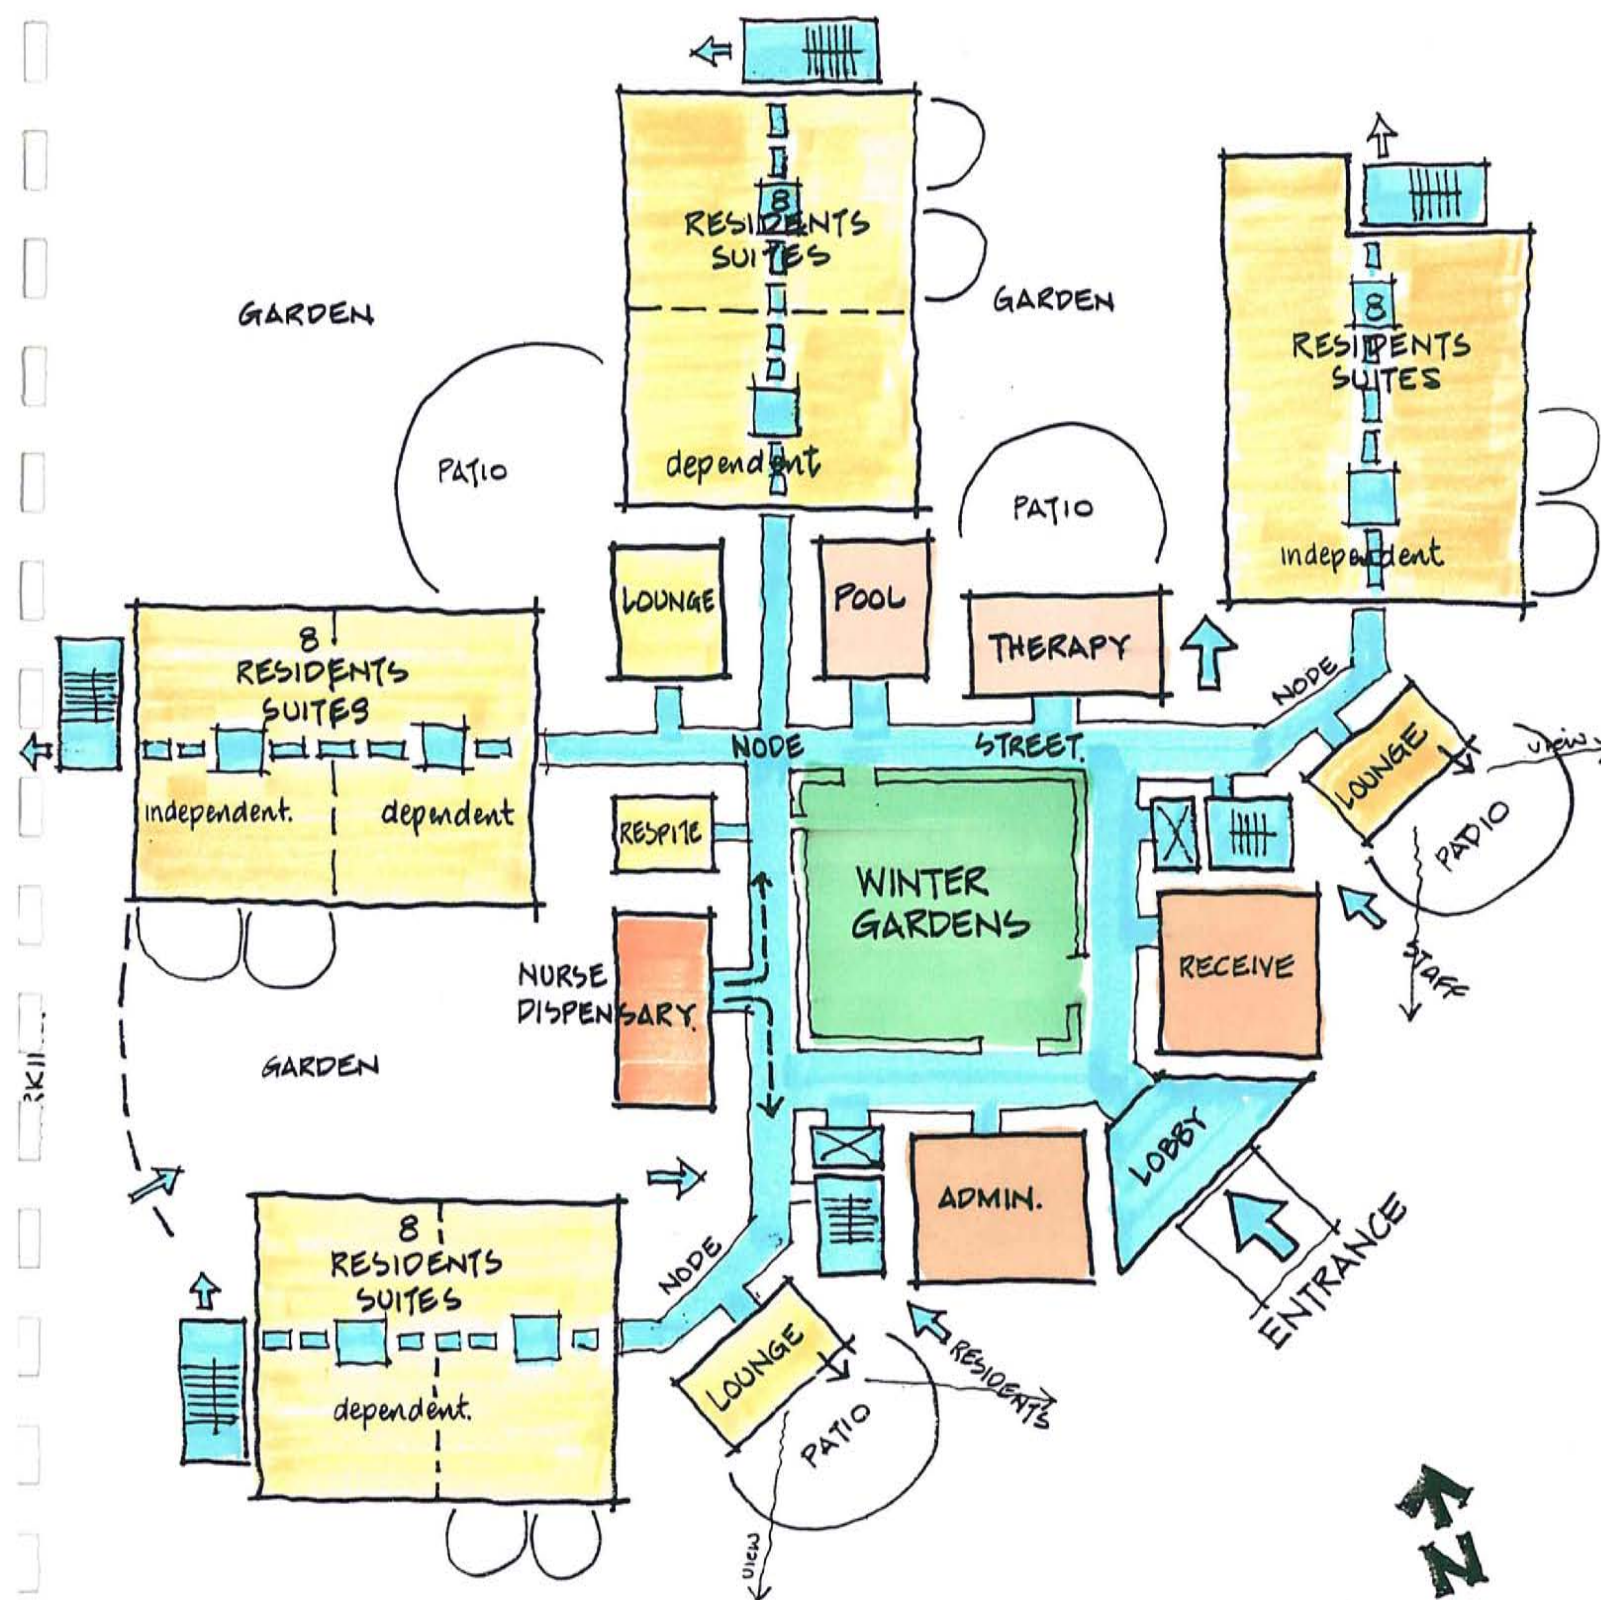 8
RESIDENTS
SUITES
dependent
GARDEN
GARDEN
8
RESIDENTS
SUITES
independent.
PATIO
PATIO
LOUNGE
POOL
THERAPY
8
RESIDENTS
SUITES
independent.
dependent
NODE
STREET.
NODE
LOUNGE
view
PADIO
STAFF
RESPITE
WINTER
GARDENS
NURSE
DISPENSARY.
RECEIVE
GARDEN
LOBBY
ADMIN.
ENTRANCE
8
RESIDENTS
SUITES
dependent.
NODE
LOUNGE
RESIDENTS
PATIO
view
N